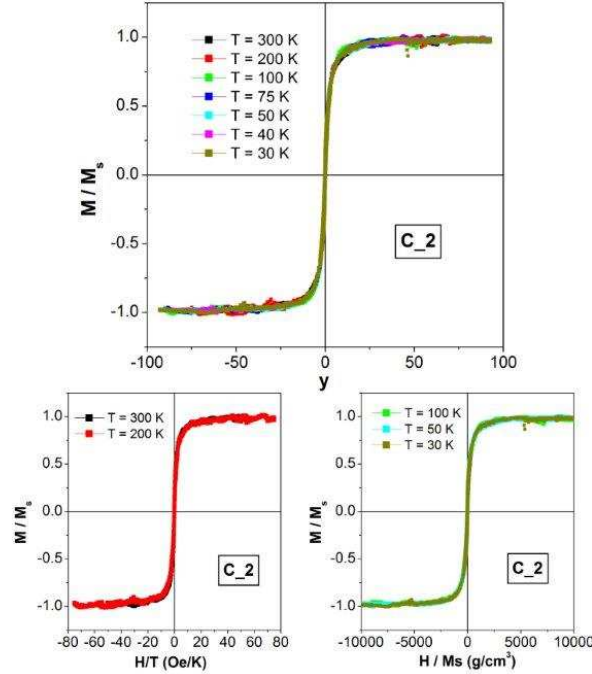 1.0
0.5
0.0
-0.5
-1.0
M / Mₛ
T = 300 K
T = 200 K
T = 100 K
T = 75 K
T = 50 K
T = 40 K
T = 30 K
C_2
-100 -50 0 50 100
y
1.0
0.5
0.0
-0.5
-1.0
M / Mₛ
T = 300 K
T = 200 K
C_2
-80 -60 -40 -20 0 20 40 60 80
H/T (Oe/K)
1.0
0.5
0.0
-0.5
-1.0
M / Mₛ
T = 100 K
T = 50 K
T = 30 K
C_2
-10000 -5000 0 5000 10000
H / Ms (g/cm³)